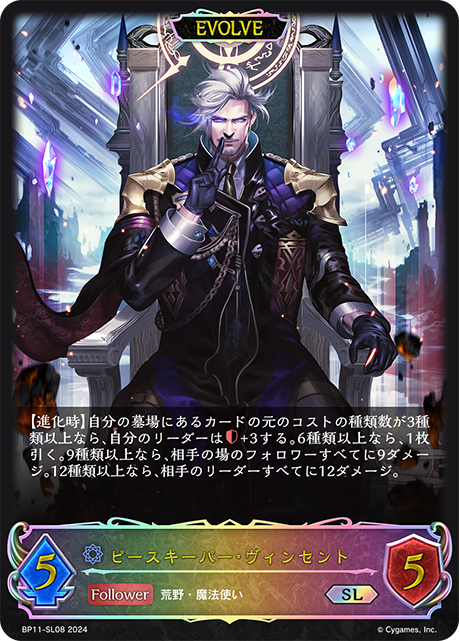 EVOLVE
【進化時】自分の墓場にあるカードの元のコストの種類数が3種
類以上なら、自分のリーダーは+3する。6種類以上なら、1枚
引く。9種類以上なら、相手の場のフォロワーすべてに9ダメー
ジ。12種類以上なら、相手のリーダーすべてに12ダメージ。
5
ピースキーパー・ヴィンセント
5
Follower
荒野・魔法使い
SL
BP11-SL08 2024
© Cygames, Inc.